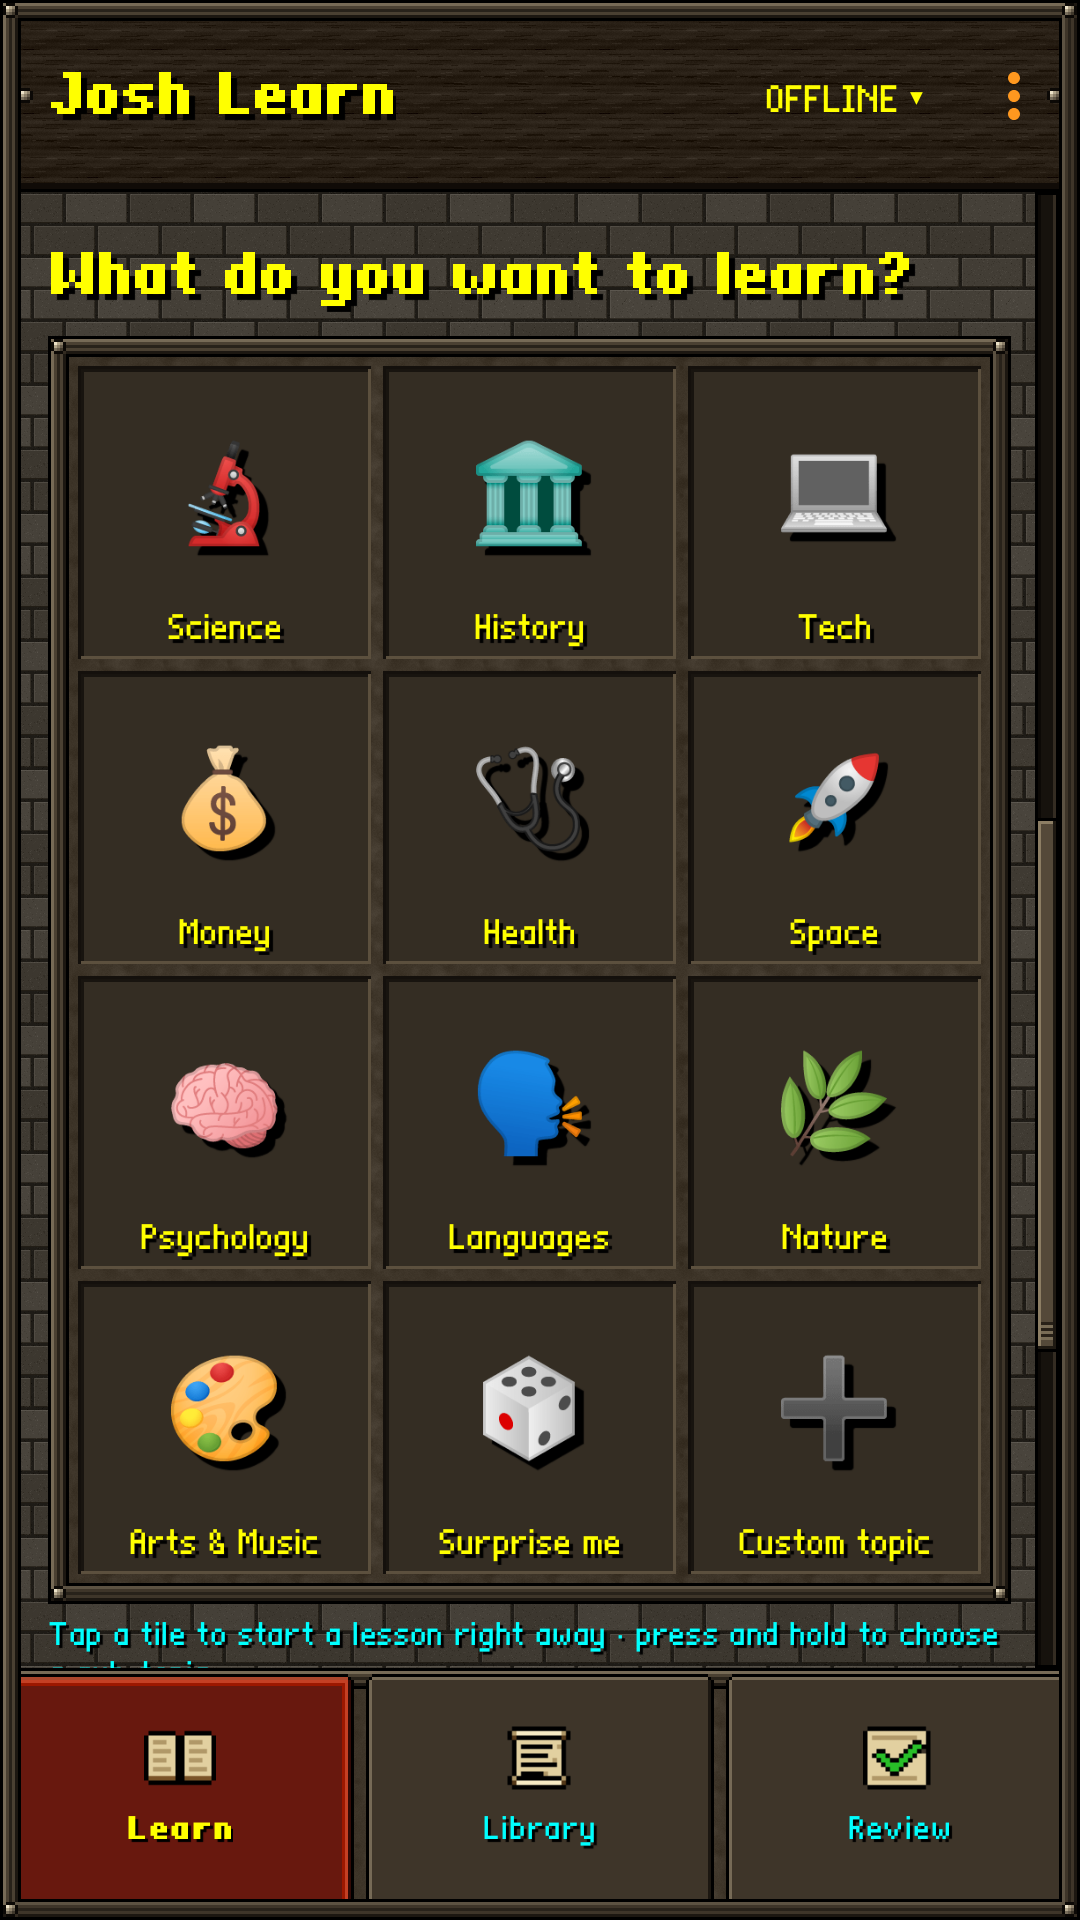 Josh Learn
OFFLINE ▼
What do you want to learn?
Science
History
Tech
Money
$
Health
Space
Psychology
Languages
Nature
Arts & Music
Surprise me
Custom topic
Tap a tile to start a lesson right away · press and hold to choose
Learn
Library
Review